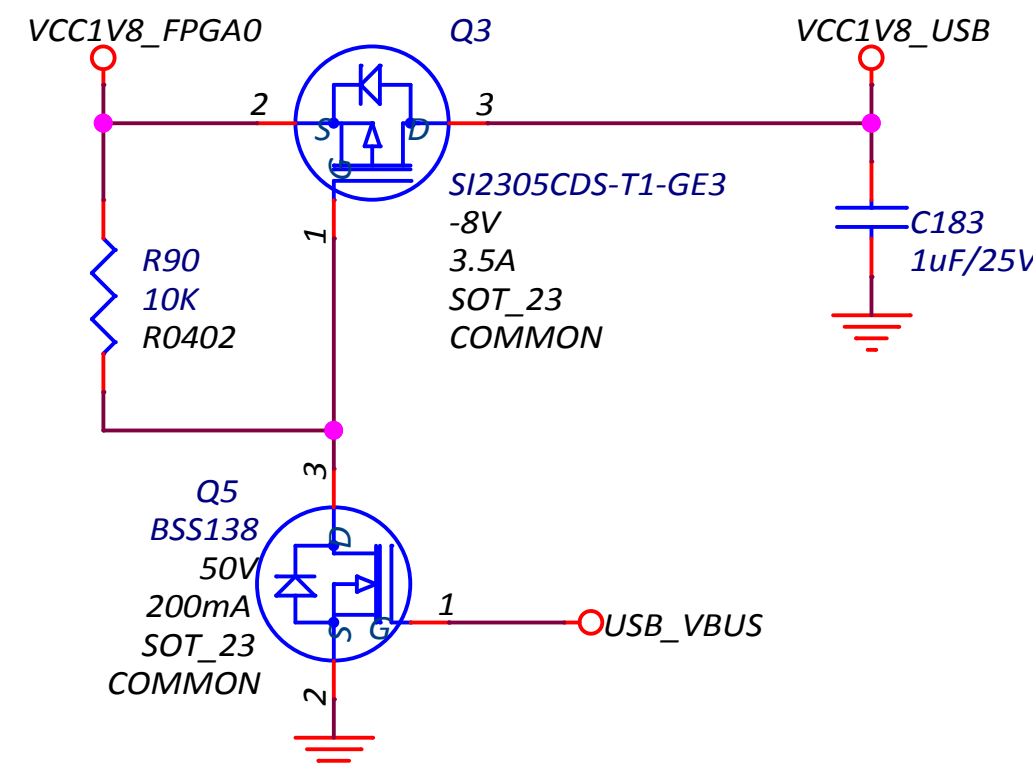 VCC1V8_FPGA0
Q3
VCC1V8_USB
2
3
S
D
G
1
SI2305CDS-T1-GE3
-8V
3.5A
SOT_23
COMMON
C183
1uF/25V
R90
10K
R0402
3
Q5
BSS138
50V
200mA
SOT_23
COMMON
D
S
G
1
USB_VBUS
2